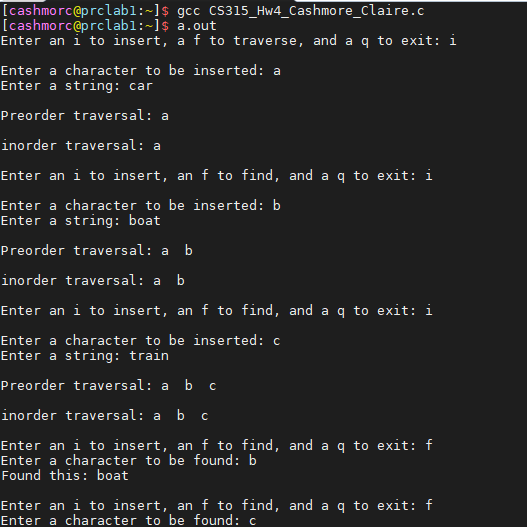 [cashmorc@prclab1:~]$ gcc CS315_Hw4_Cashmore_Claire.c
[cashmorc@prclab1:~]$ a.out
Enter an i to insert, a f to traverse, and a q to exit: i
Enter a character to be inserted: a
Enter a string: car
Preorder traversal: a
inorder traversal: a
Enter an i to insert, an f to find, and a q to exit: i
Enter a character to be inserted: b
Enter a string: boat
Preorder traversal: a  b
inorder traversal: a  b
Enter an i to insert, an f to find, and a q to exit: i
Enter a character to be inserted: c
Enter a string: train
Preorder traversal: a  b  c
inorder traversal: a  b  c
Enter an i to insert, an f to find, and a q to exit: f
Enter a character to be found: b
Found this: boat
Enter an i to insert, an f to find, and a q to exit: f
Enter a character to be found: c